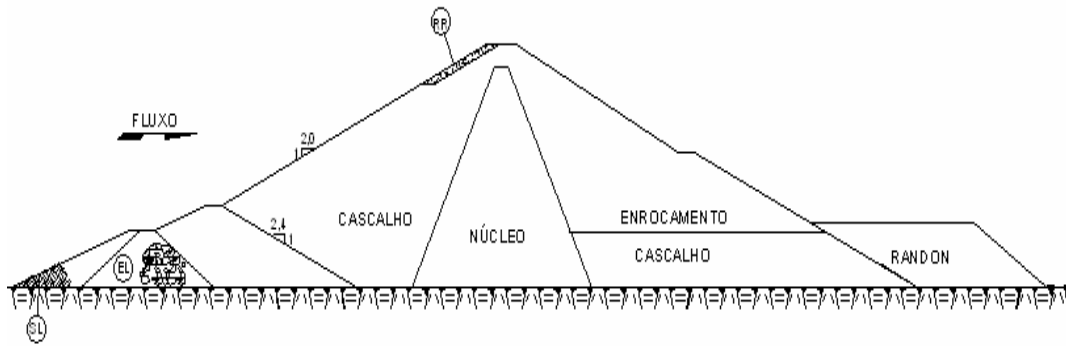 RR
FLUXO
2,0
1
2,4
1
CASCALHO
NÚCLEO
ENROCAMENTO
CASCALHO
RANDON
EL
SL